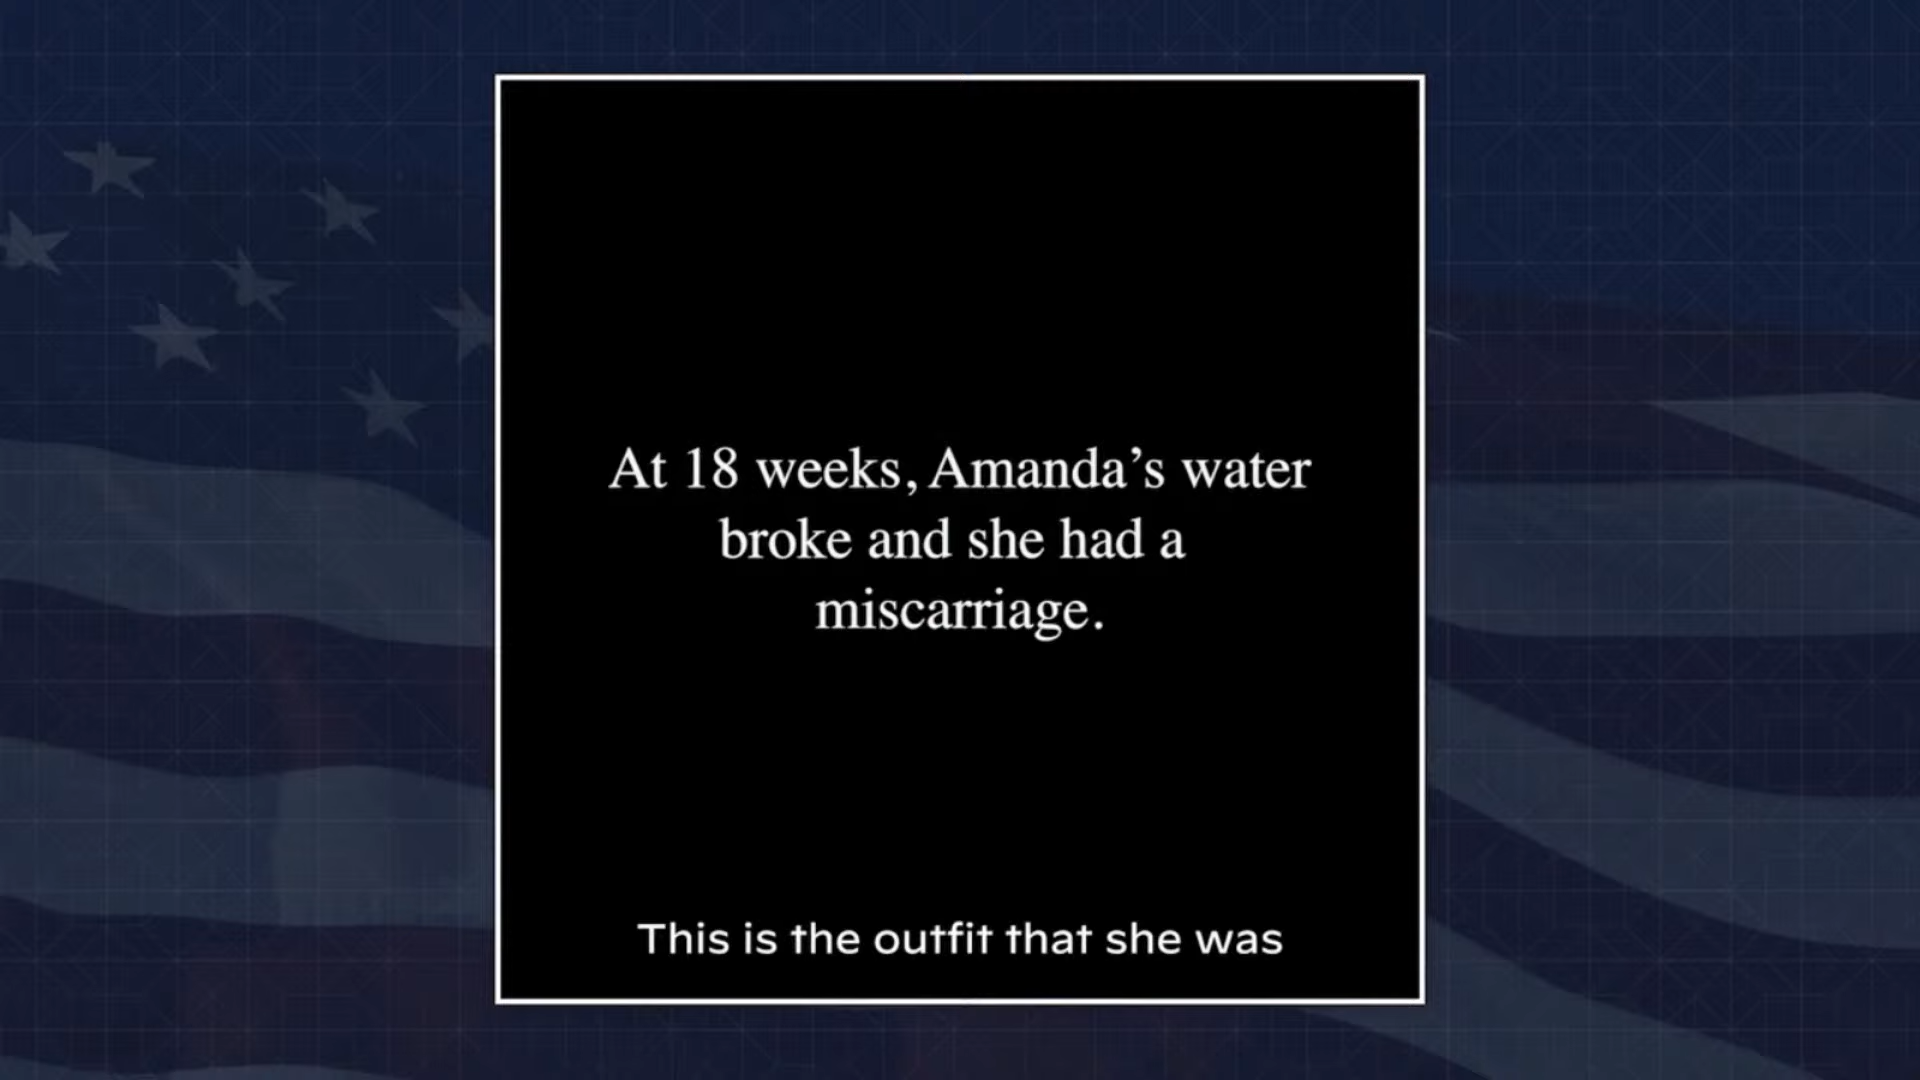 At 18 weeks, Amanda’s water
broke and she had a
miscarriage.
This is the outfit that she was